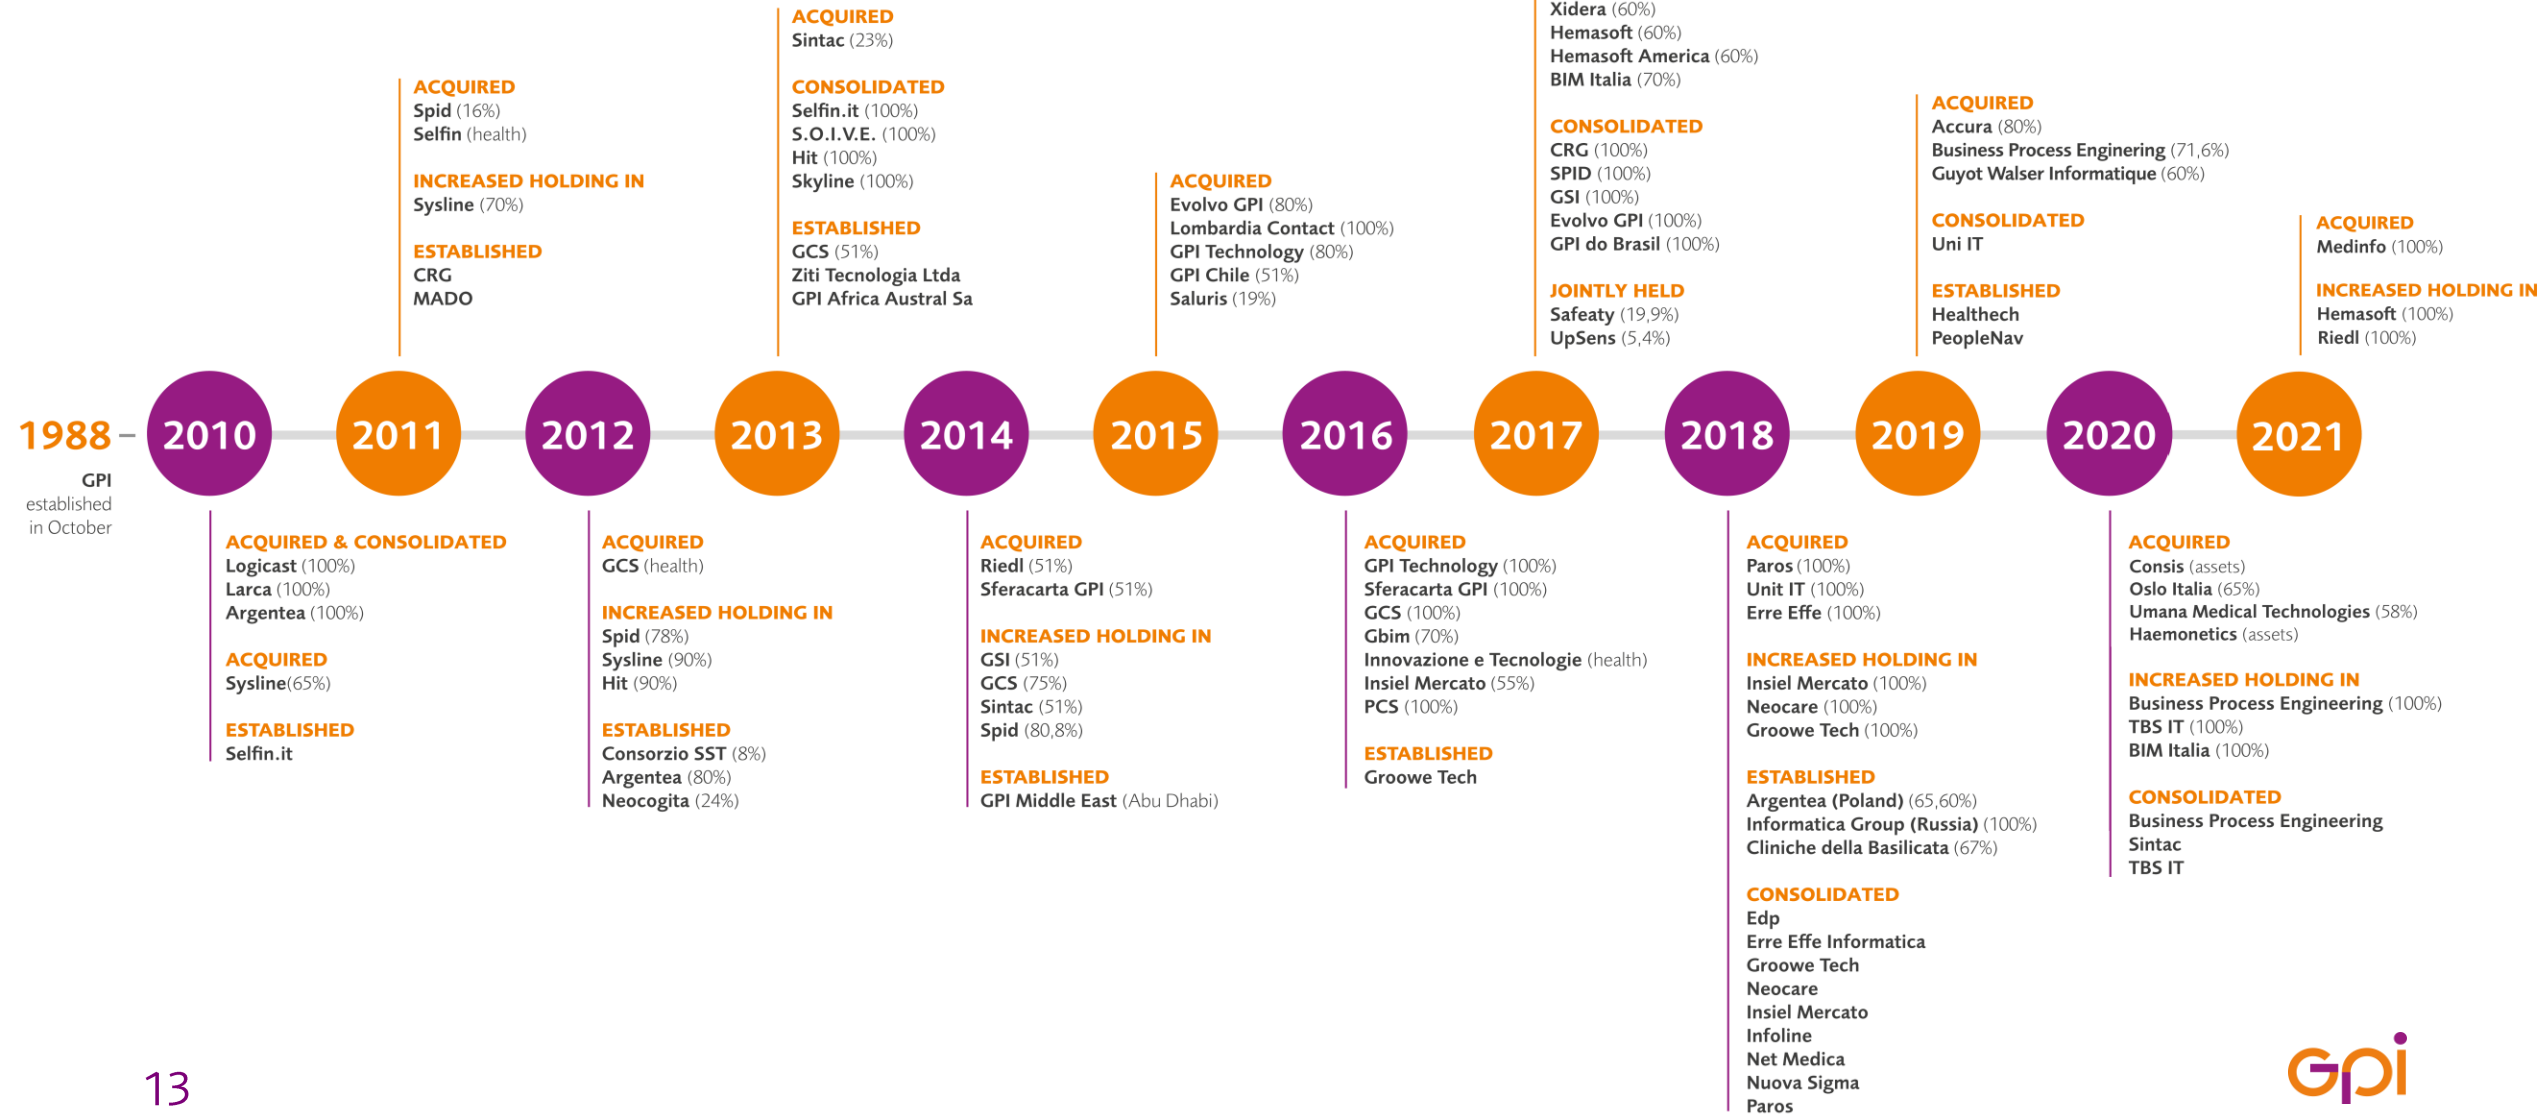 1988
GPI
established
in October
2010
ACQUIRED & CONSOLIDATED
Logicast (100%)
Larca (100%)
Argentea (100%)
ACQUIRED
Sysline(65%)
ESTABLISHED
Selfin.it
2011
ACQUIRED
Spid (16%)
Selfin (health)
INCREASED HOLDING IN
Sysline (70%)
ESTABLISHED
CRG
MADO
2012
ACQUIRED
GCS (health)
INCREASED HOLDING IN
Spid (78%)
Sysline (90%)
Hit (90%)
ESTABLISHED
Consorzio SST (8%)
Argentea (80%)
Neocogita (24%)
2013
ACQUIRED
Sintac (23%)
CONSOLIDATED
Selfin.it (100%)
S.O.I.V.E. (100%)
Hit (100%)
Skyline (100%)
ESTABLISHED
GCS (51%)
Ziti Tecnologia Ltda
GPI Africa Austral Sa
2014
ACQUIRED
Riedl (51%)
Sferacarta GPI (51%)
INCREASED HOLDING IN
GSI (51%)
GCS (75%)
Sintac (51%)
Spid (80,8%)
ESTABLISHED
GPI Middle East (Abu Dhabi)
2015
ACQUIRED
Evolvo GPI (80%)
Lombardia Contact (100%)
GPI Technology (80%)
GPI Chile (51%)
Saluris (19%)
2016
ACQUIRED
GPI Technology (100%)
Sferacarta GPI (100%)
GCS (100%)
Gbim (70%)
Innovazione e Tecnologie (health)
Insiel Mercato (55%)
PCS (100%)
ESTABLISHED
Groowe Tech
2017
Xidera (60%)
Hemasoft (60%)
Hemasoft America (60%)
BIM Italia (70%)
CONSOLIDATED
CRG (100%)
SPID (100%)
GSI (100%)
Evolvo GPI (100%)
GPI do Brasil (100%)
JOINTLY HELD
Safeaty (19,9%)
UpSens (5,4%)
2018
ACQUIRED
Paros (100%)
Unit IT (100%)
Erre Effe (100%)
INCREASED HOLDING IN
Insiel Mercato (100%)
Neocare (100%)
Groowe Tech (100%)
ESTABLISHED
Argentea (Poland) (65,60%)
Informatica Group (Russia) (100%)
Cliniche della Basilicata (67%)
CONSOLIDATED
Edp
Erre Effe Informatica
Groowe Tech
Neocare
Insiel Mercato
Infoline
Net Medica
Nuova Sigma
Paros
2019
ACQUIRED
Accura (80%)
Business Process Enginering (71,6%)
Guyot Walser Informatique (60%)
CONSOLIDATED
Uni IT
ESTABLISHED
Healthech
PeopleNav
2020
ACQUIRED
Consis (assets)
Oslo Italia (65%)
Umana Medical Technologies (58%)
Haemonetics (assets)
INCREASED HOLDING IN
Business Process Engineering (100%)
TBS IT (100%)
BIM Italia (100%)
CONSOLIDATED
Business Process Engineering
Sintac
TBS IT
2021
ACQUIRED
Medinfo (100%)
INCREASED HOLDING IN
Hemasoft (100%)
Riedl (100%)
13
Gpi